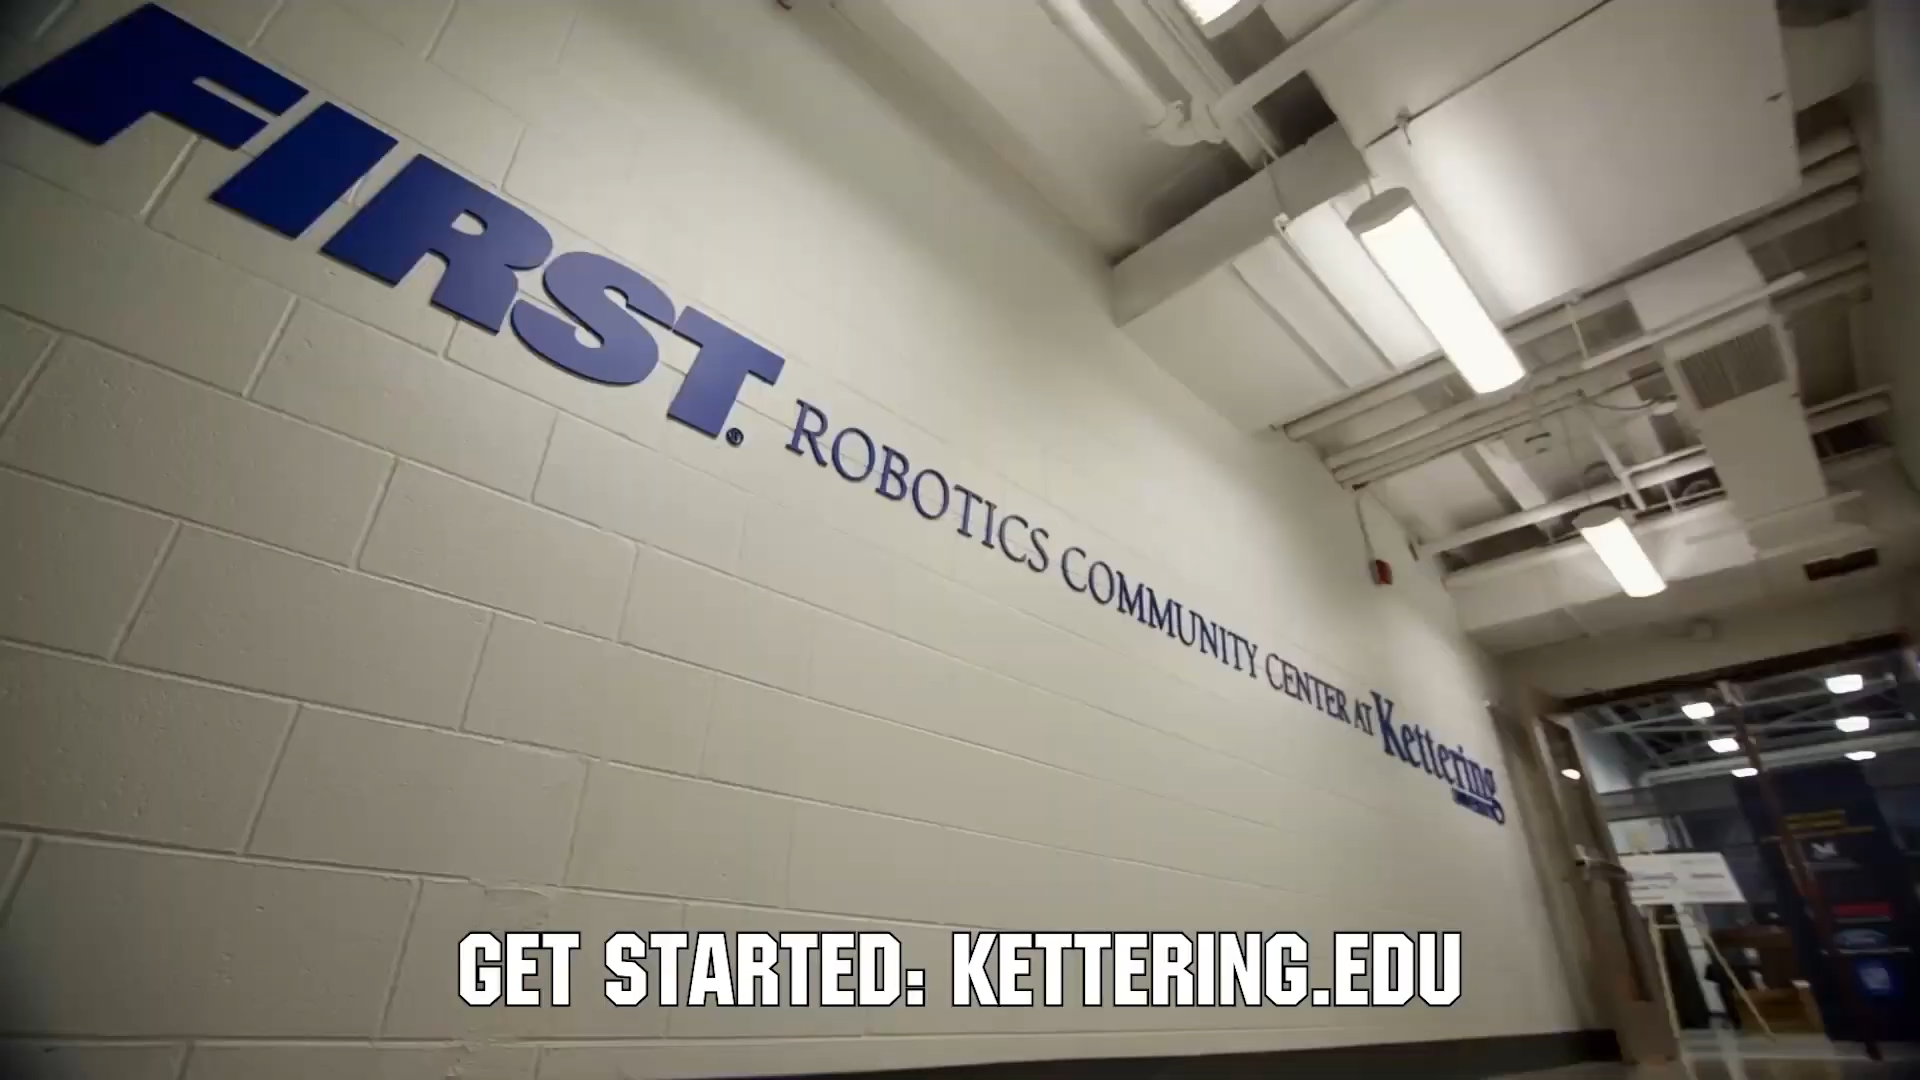 FIRST® ROBOTICS COMMUNITY CENTER AT Kettering
GET STARTED: KETTERING.EDU